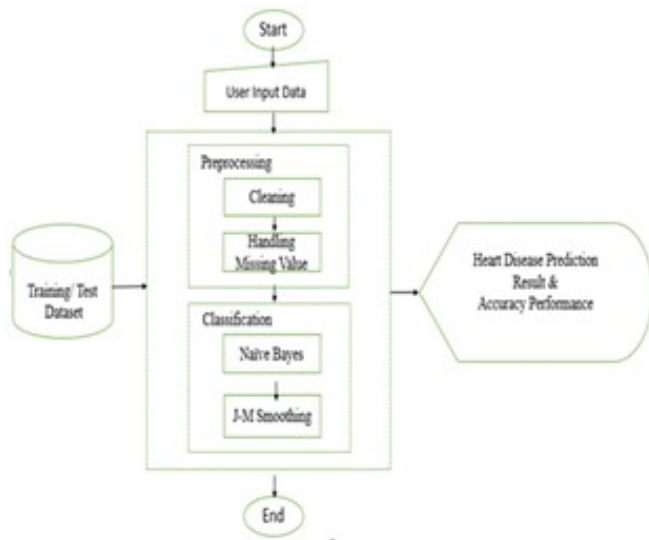 Start
User Input Data
Preprocessing
Cleaning
Handling
Missing Value
Training/ Test
Dataset
Classification
Naïve Bayes
J-M Smoothing
Heart Disease Prediction
Result &
Accuracy Performance
End